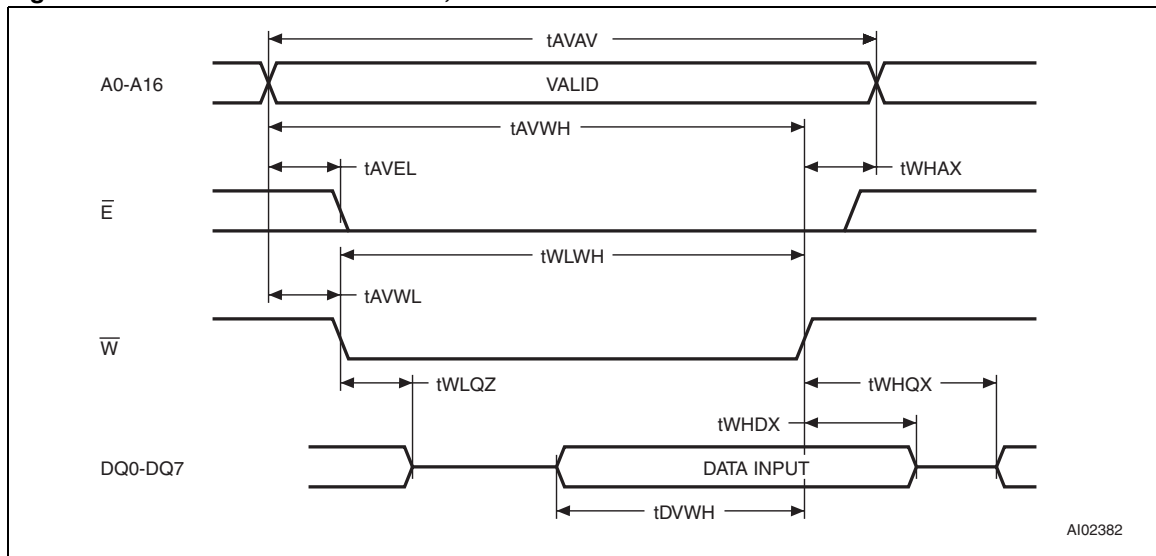 tAVAV
A0-A16
VALID
tAVWH
tAVEL
tWHAX
E̅
tWLWH
tAVWL
W̅
tWLQZ
tWHQX
tWHDX
DQ0-DQ7
DATA INPUT
tDVWH
AI02382